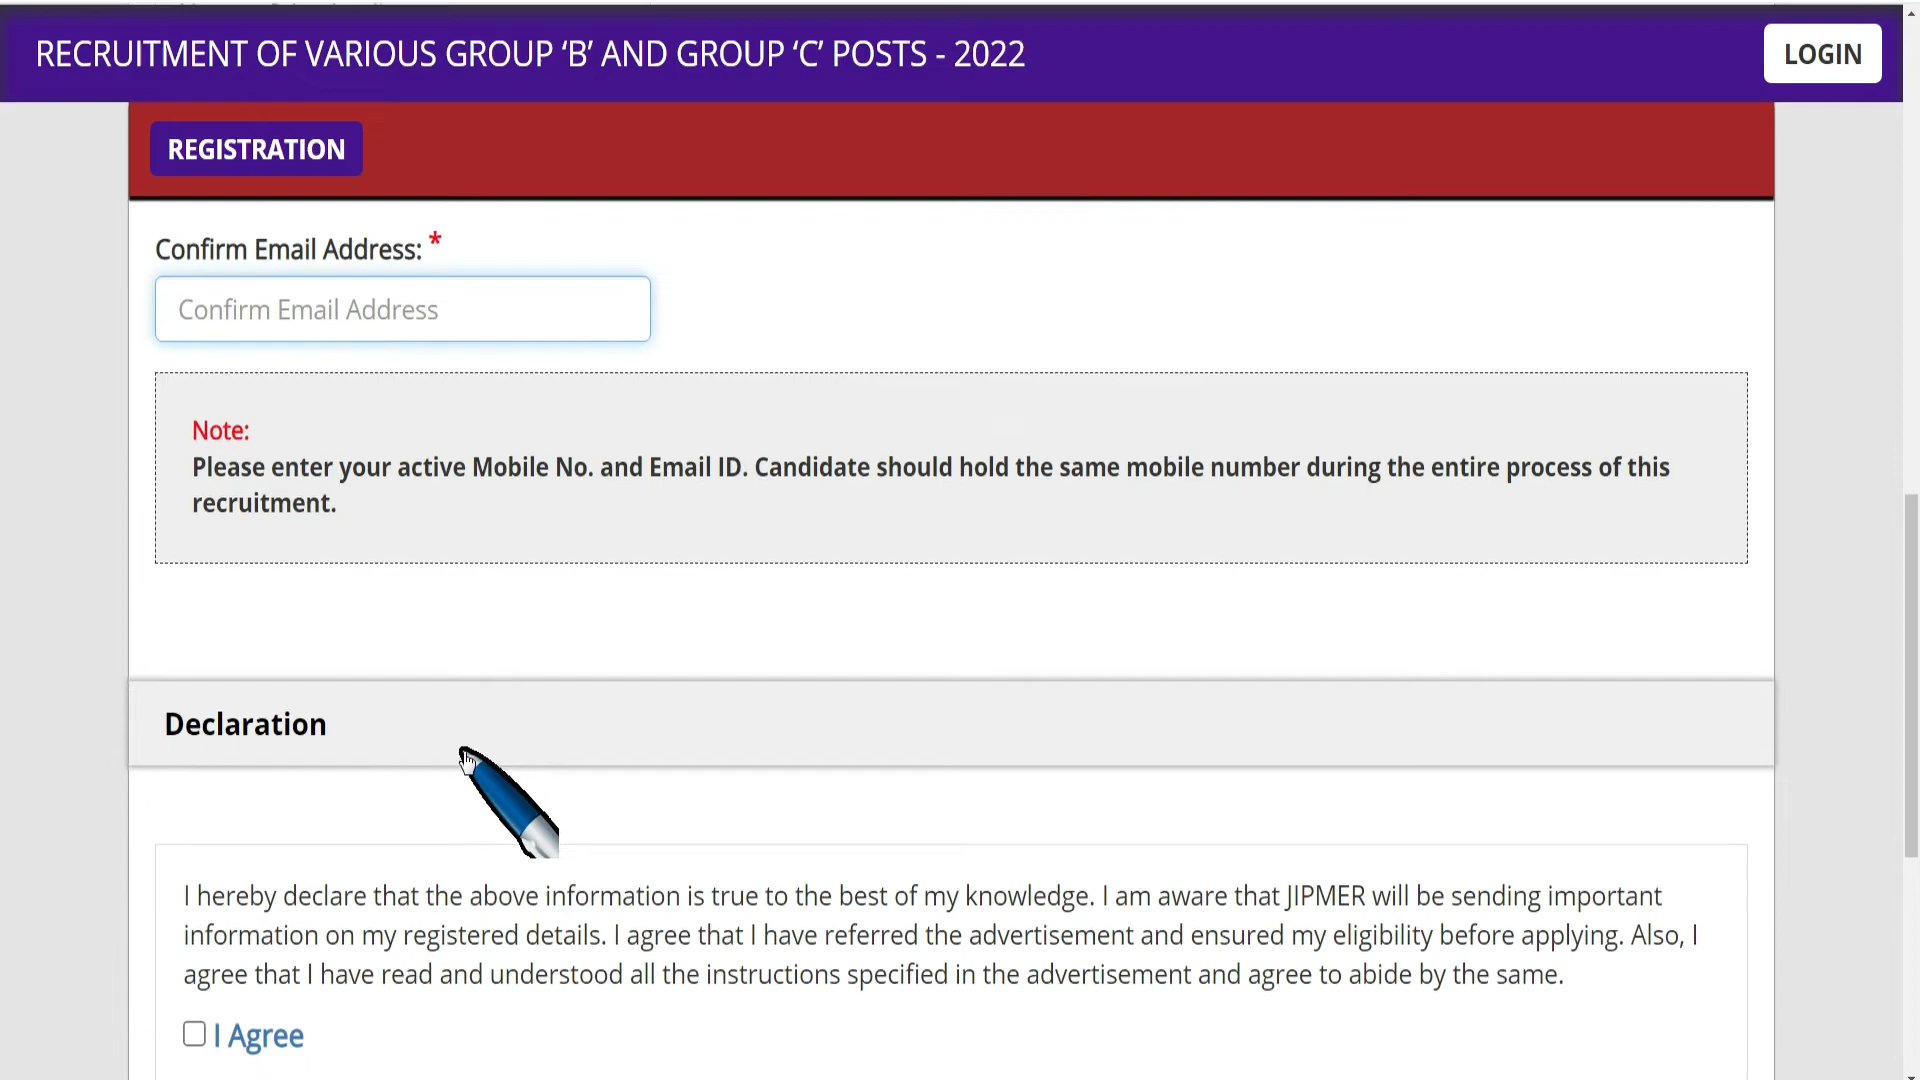 RECRUITMENT OF VARIOUS GROUP ‘B’ AND GROUP ‘C’ POSTS - 2022
LOGIN
REGISTRATION
Confirm Email Address: *
Confirm Email Address
Note:
Please enter your active Mobile No. and Email ID. Candidate should hold the same mobile number during the entire process of this
recruitment.
Declaration
I hereby declare that the above information is true to the best of my knowledge. I am aware that JIPMER will be sending important
information on my registered details. I agree that I have referred the advertisement and ensured my eligibility before applying. Also, I
agree that I have read and understood all the instructions specified in the advertisement and agree to abide by the same.
I Agree